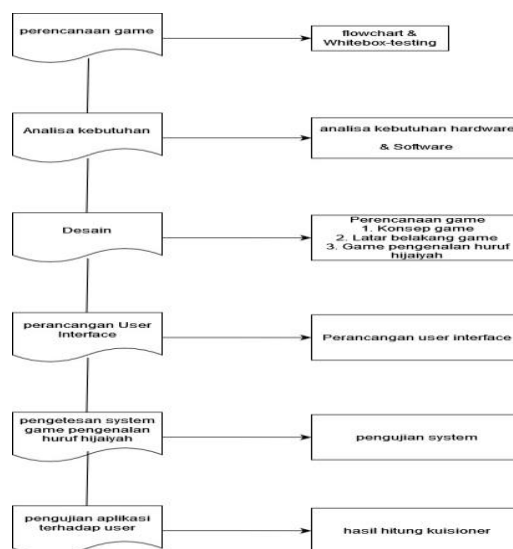 perencanaan game
flowchart &
Whitebox-testing
Analisa kebutuhan
analisa kebutuhan hardware
& Software
Desain
Perencanaan game
1. Konsep game
2. Latar belakang game
3. Game pengenalan huruf
hijaiyah
perancangan User
Interface
Perancangan user interface
pengetesan system
game pengenalan
huruf hijaiyah
pengujian system
pengujian aplikasi
terhadap user
hasil hitung kuisioner